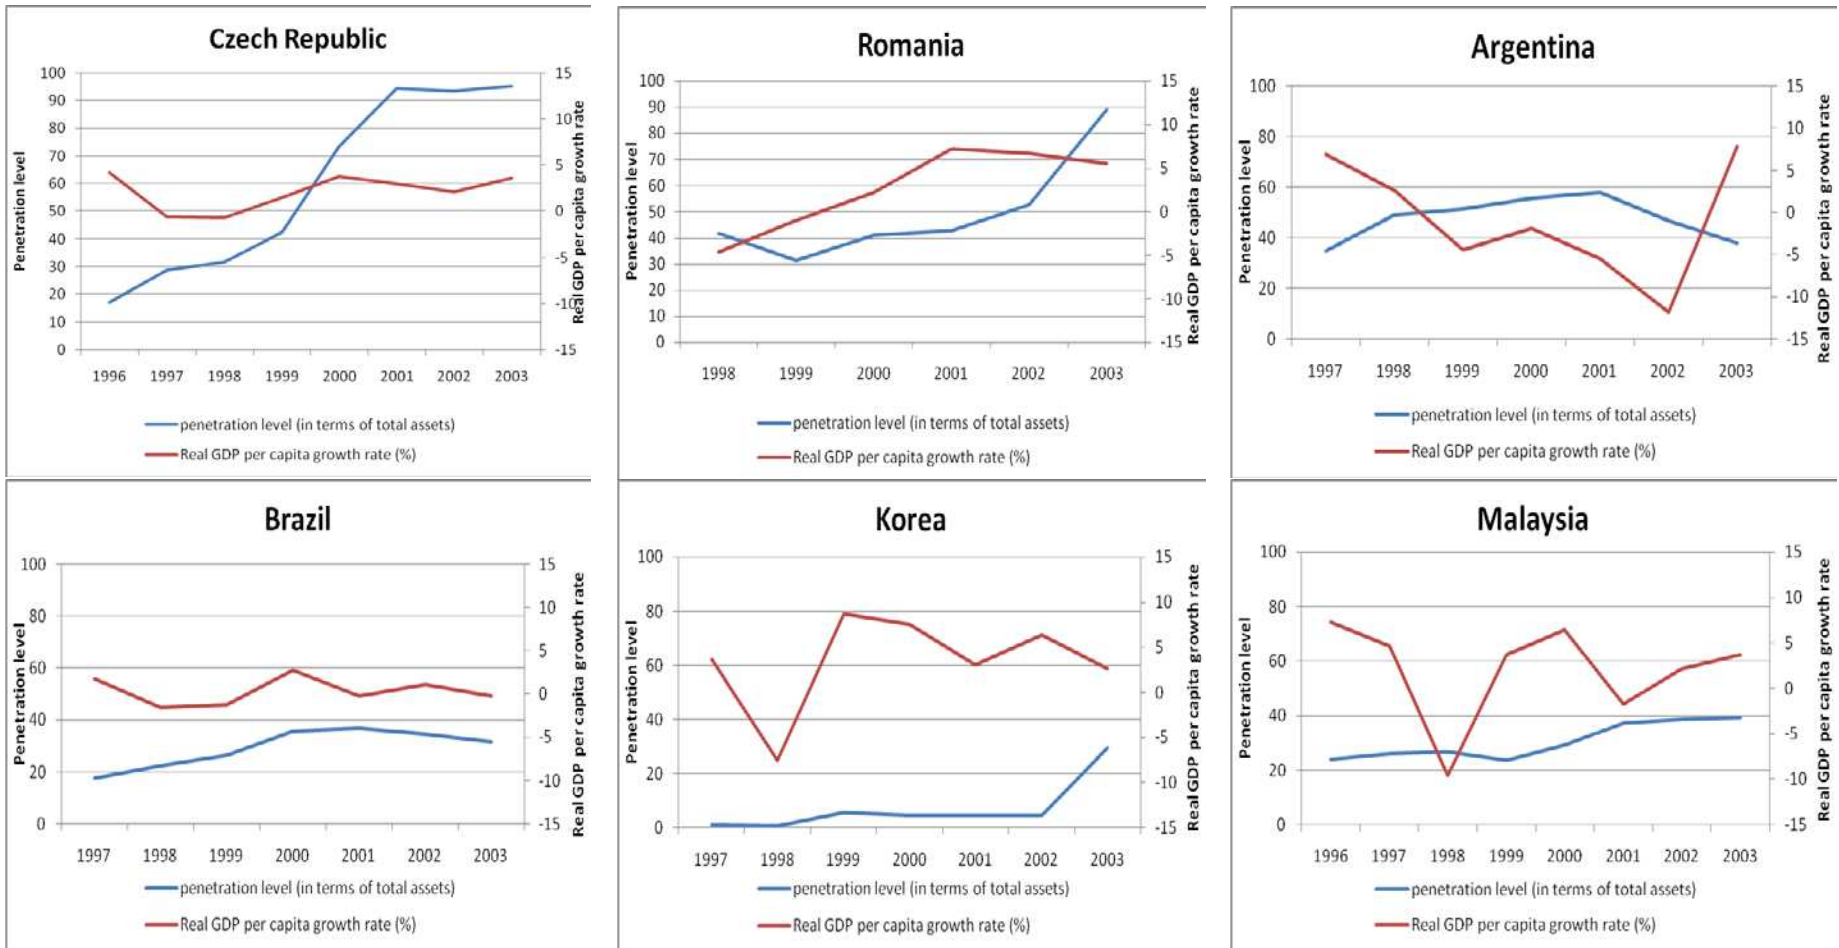 Czech Republic
Penetration level
100
90
80
70
60
50
40
30
20
10
0
15
10
5
0
-5
-10
-15
Real GDP per capita growth rate
1996 1997 1998 1999 2000 2001 2002 2003
penetration level (in terms of total assets)
Real GDP per capita growth rate (%)
Romania
Penetration level
100
90
80
70
60
50
40
30
20
10
0
15
10
5
0
-5
-10
-15
Real GDP per capita growth rate
1998 1999 2000 2001 2002 2003
penetration level (in terms of total assets)
Real GDP per capita growth rate (%)
Argentina
Penetration level
100
80
60
40
20
0
15
10
5
0
-5
-10
-15
Real GDP per capita growth rate
1997 1998 1999 2000 2001 2002 2003
penetration level (in terms of total assets)
Real GDP per capita growth rate (%)
Brazil
Penetration level
100
80
60
40
20
0
15
10
5
0
-5
-10
-15
Real GDP per capita growth rate
1997 1998 1999 2000 2001 2002 2003
penetration level (in terms of total assets)
Real GDP per capita growth rate (%)
Korea
Penetration level
100
80
60
40
20
0
15
10
5
0
-5
-10
-15
Real GDP per capita growth rate
1997 1998 1999 2000 2001 2002 2003
penetration level (in terms of total assets)
Real GDP per capita growth rate (%)
Malaysia
Penetration level
100
80
60
40
20
0
15
10
5
0
-5
-10
-15
Real GDP per capita growth rate
1996 1997 1998 1999 2000 2001 2002 2003
penetration level (in terms of total assets)
Real GDP per capita growth rate (%)